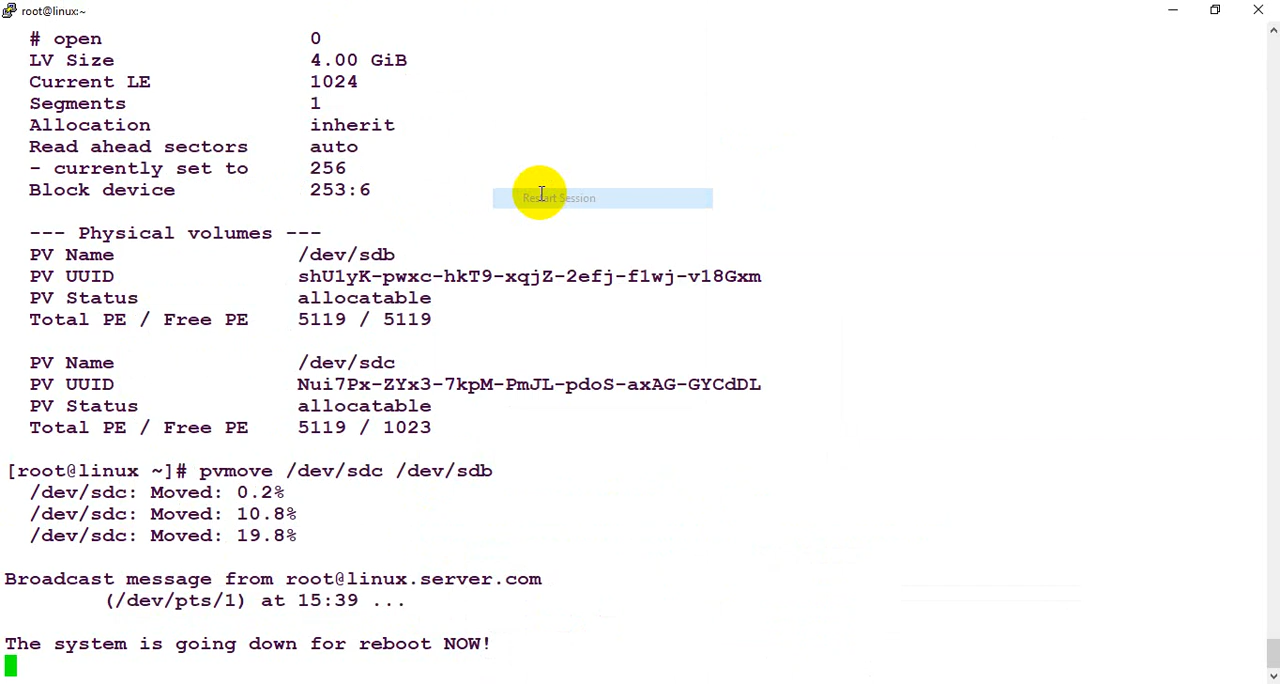 root@linux:~
# open 0
LV Size 4.00 GiB
Current LE 1024
Segments 1
Allocation inherit
Read ahead sectors auto
- currently set to 256
Block device 253:6
Restart Session
--- Physical volumes ---
PV Name /dev/sdb
PV UUID shU1yK-pwxc-hkT9-xqjZ-2efj-f1wj-v18Gxm
PV Status allocatable
Total PE / Free PE 5119 / 5119
PV Name /dev/sdc
PV UUID Nui7Px-ZYx3-7kpM-PmJL-pdoS-axAG-GYCdDL
PV Status allocatable
Total PE / Free PE 5119 / 1023
[root@linux ~]# pvmove /dev/sdc /dev/sdb
/dev/sdc: Moved: 0.2%
/dev/sdc: Moved: 10.8%
/dev/sdc: Moved: 19.8%
Broadcast message from root@linux.server.com
(/dev/pts/1) at 15:39 ...
The system is going down for reboot NOW!